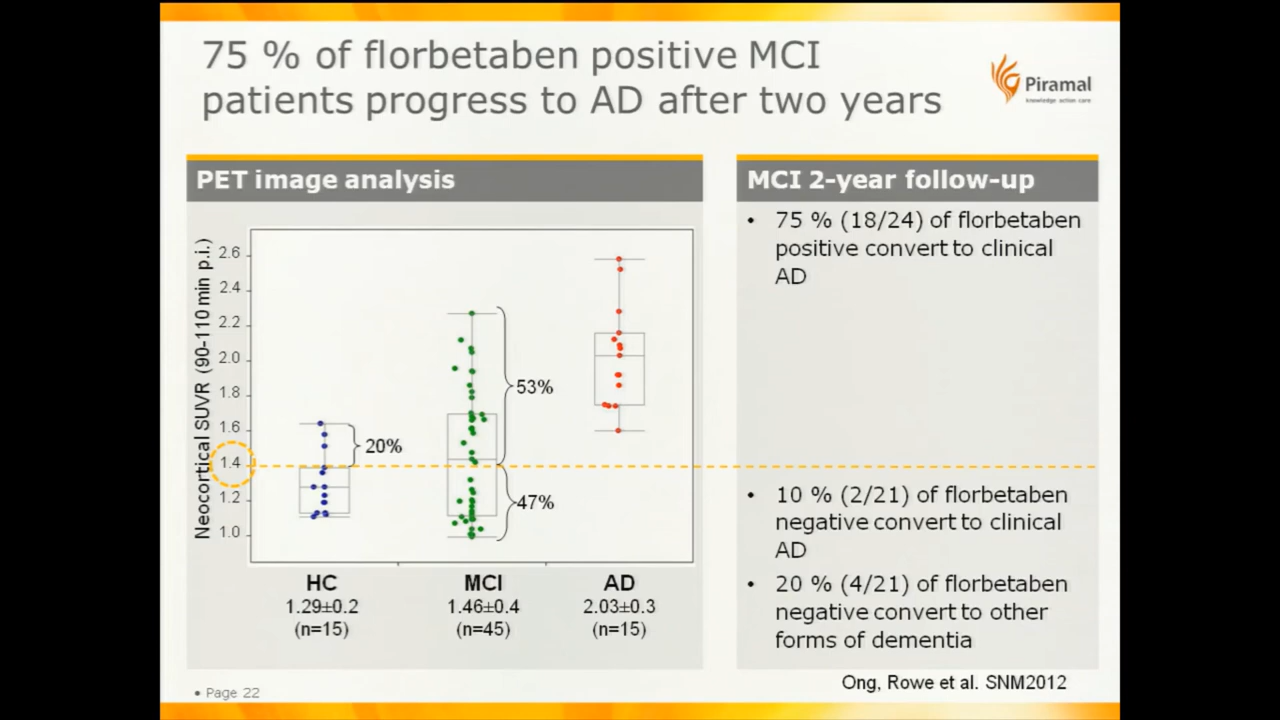 75 % of florbetaben positive MCI
patients progress to AD after two years
Piramal
knowledge action care
PET image analysis
Neocortical SUVR (90-110 min p.i.)
2.6
2.4
2.2
2.0
1.8
1.6
1.4
1.2
1.0
20%
53%
47%
HC
1.29±0.2
(n=15)
MCI
1.46±0.4
(n=45)
AD
2.03±0.3
(n=15)
MCI 2-year follow-up
• 75 % (18/24) of florbetaben
positive convert to clinical
AD
• 10 % (2/21) of florbetaben
negative convert to clinical
AD
• 20 % (4/21) of florbetaben
negative convert to other
forms of dementia
Ong, Rowe et al. SNM2012
• Page 22